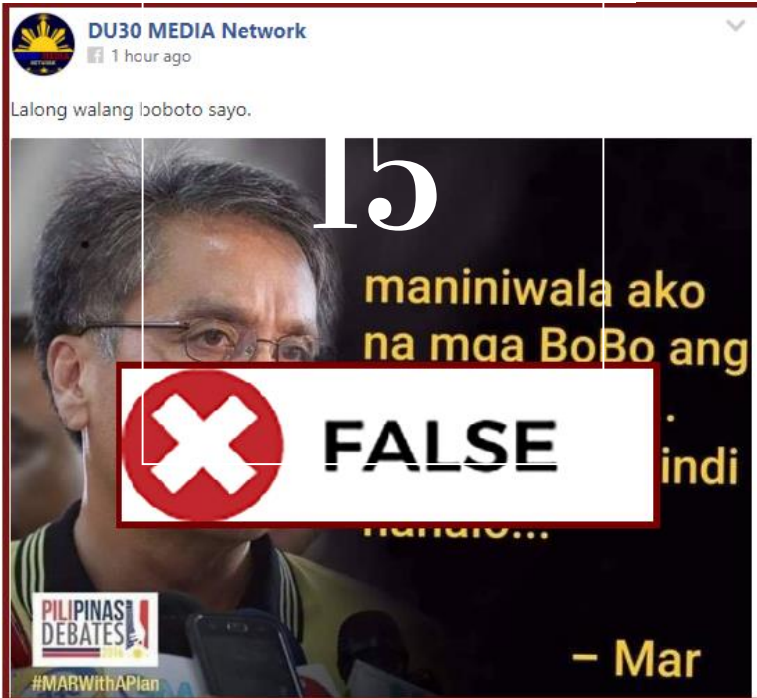 DU30 MEDIA Network
1 hour ago
Lalong walang boboto sayo.
15
maniniwala ako
na mga BoBo ang
FALSE
indi
PILIPINAS
DEBATES
2016
#MARWithAPlan
– Mar